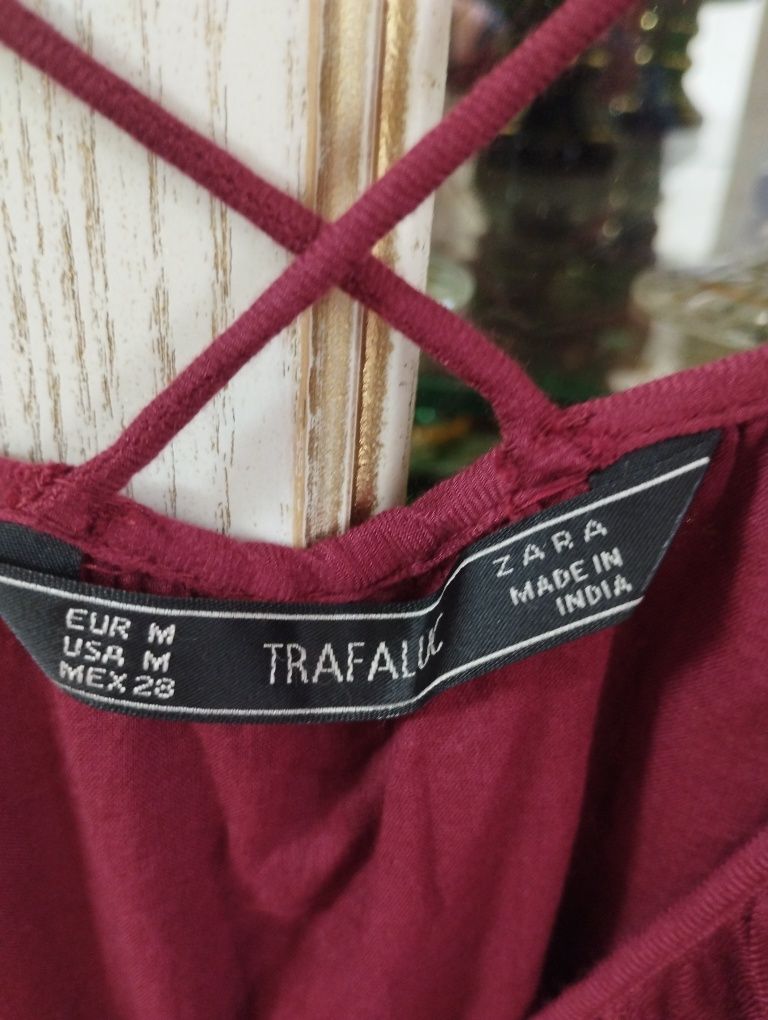 EUR M
USA M
MEX 28
TRAFALUC
ZARA
MADE IN
INDIA